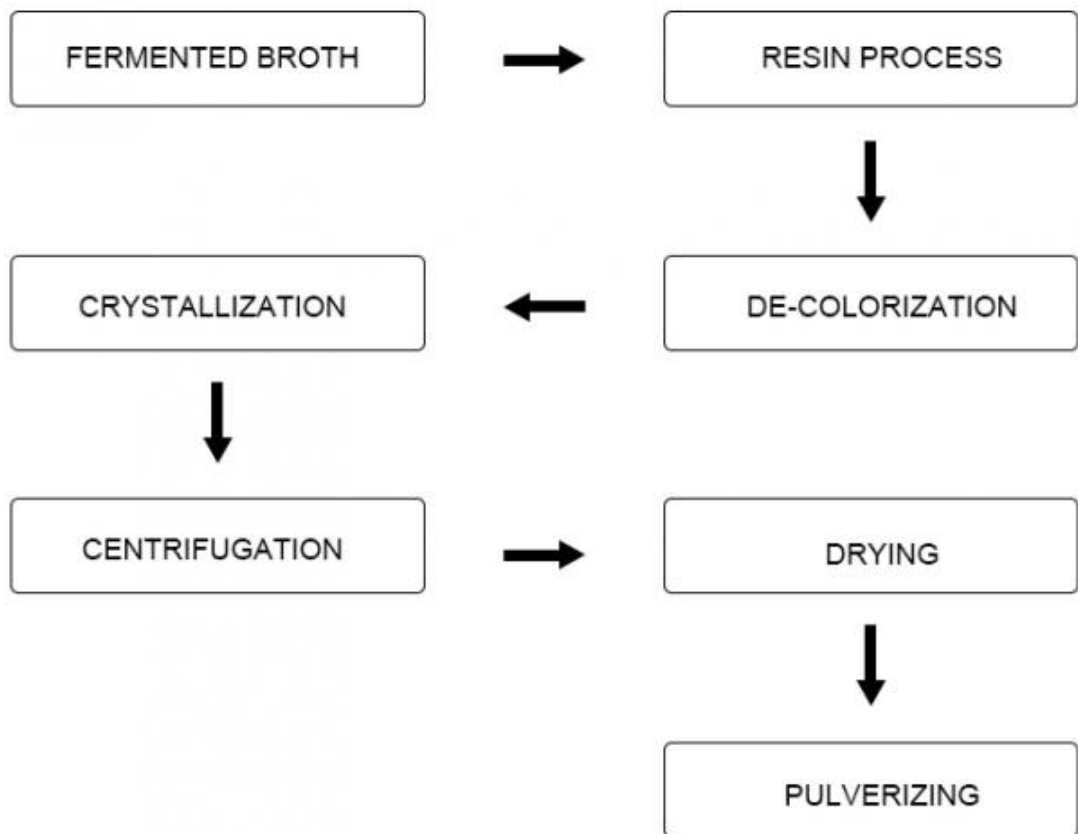 FERMENTED BROTH
RESIN PROCESS
DE-COLORIZATION
CRYSTALLIZATION
CENTRIFUGATION
DRYING
PULVERIZING